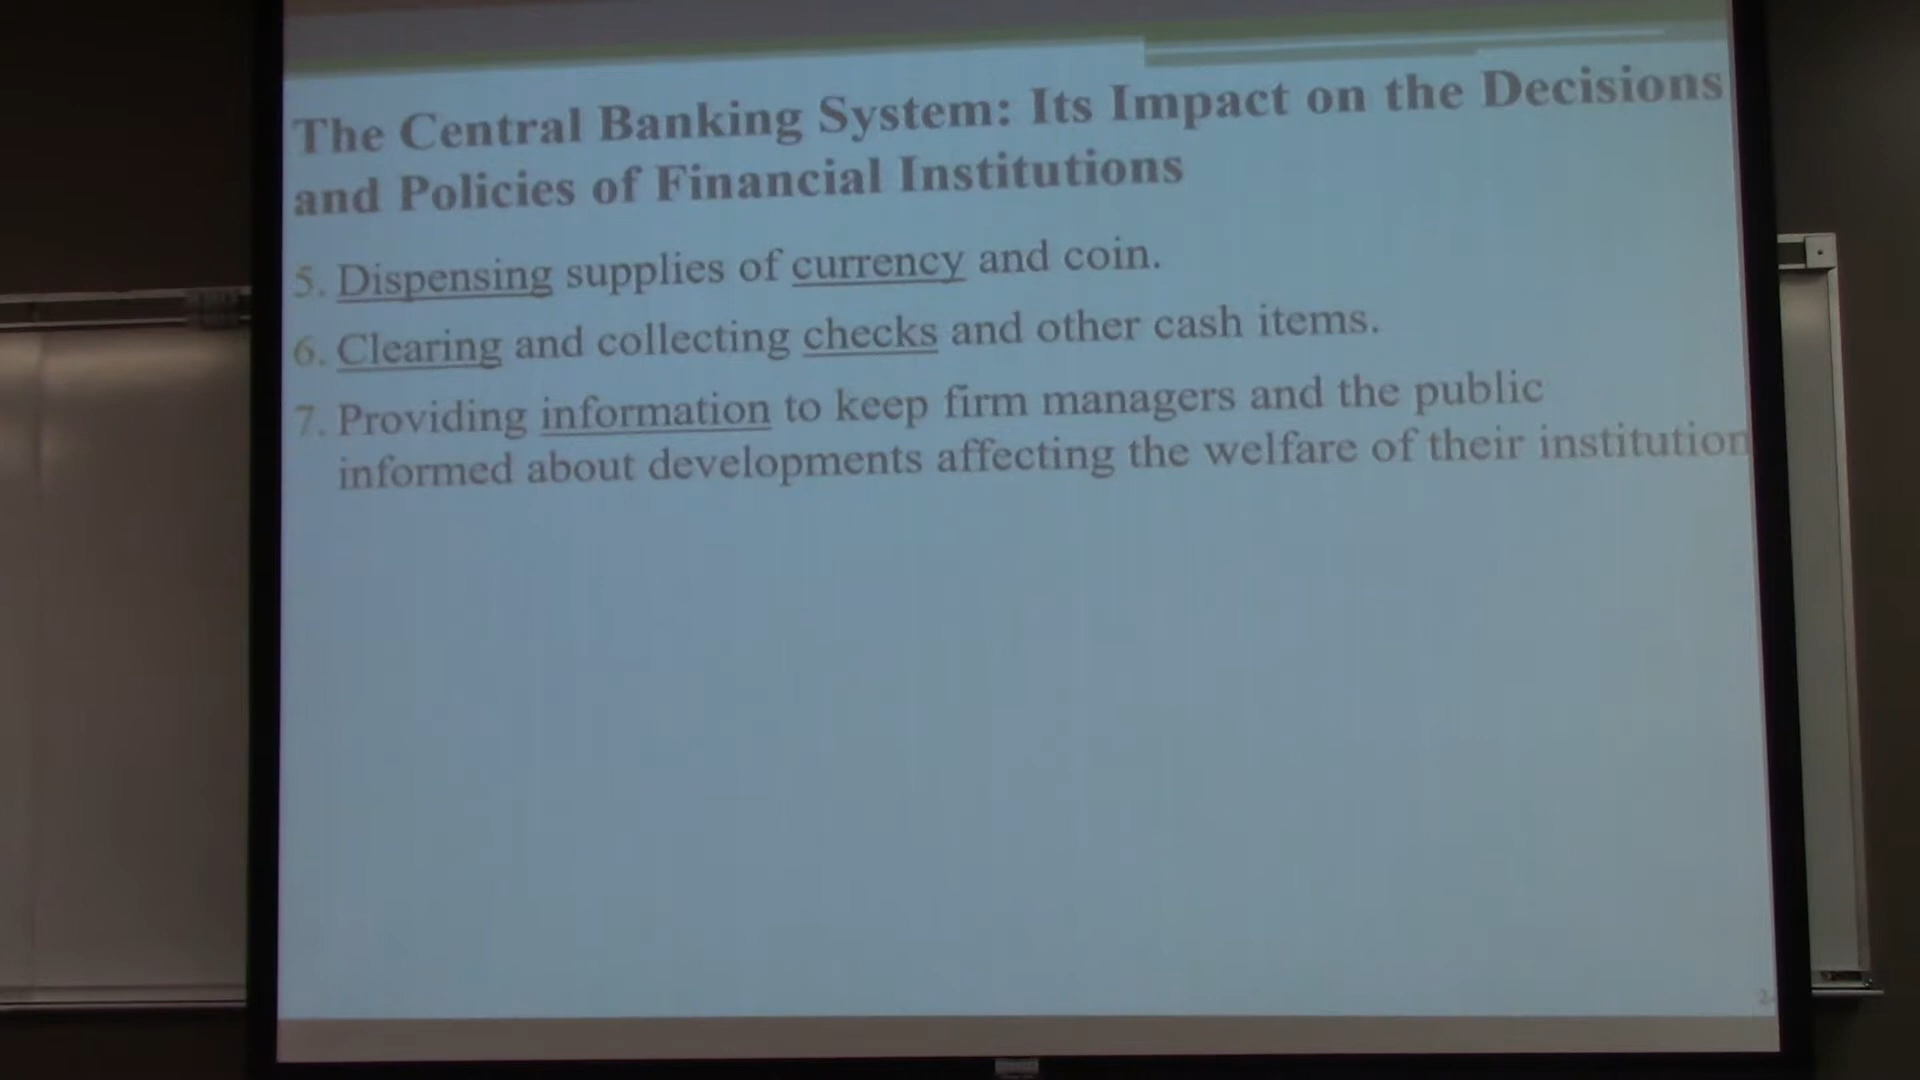 The Central Banking System: Its Impact on the Decisions
and Policies of Financial Institutions
5. Dispensing supplies of currency and coin.
6. Clearing and collecting checks and other cash items.
7. Providing information to keep firm managers and the public
informed about developments affecting the welfare of their institution